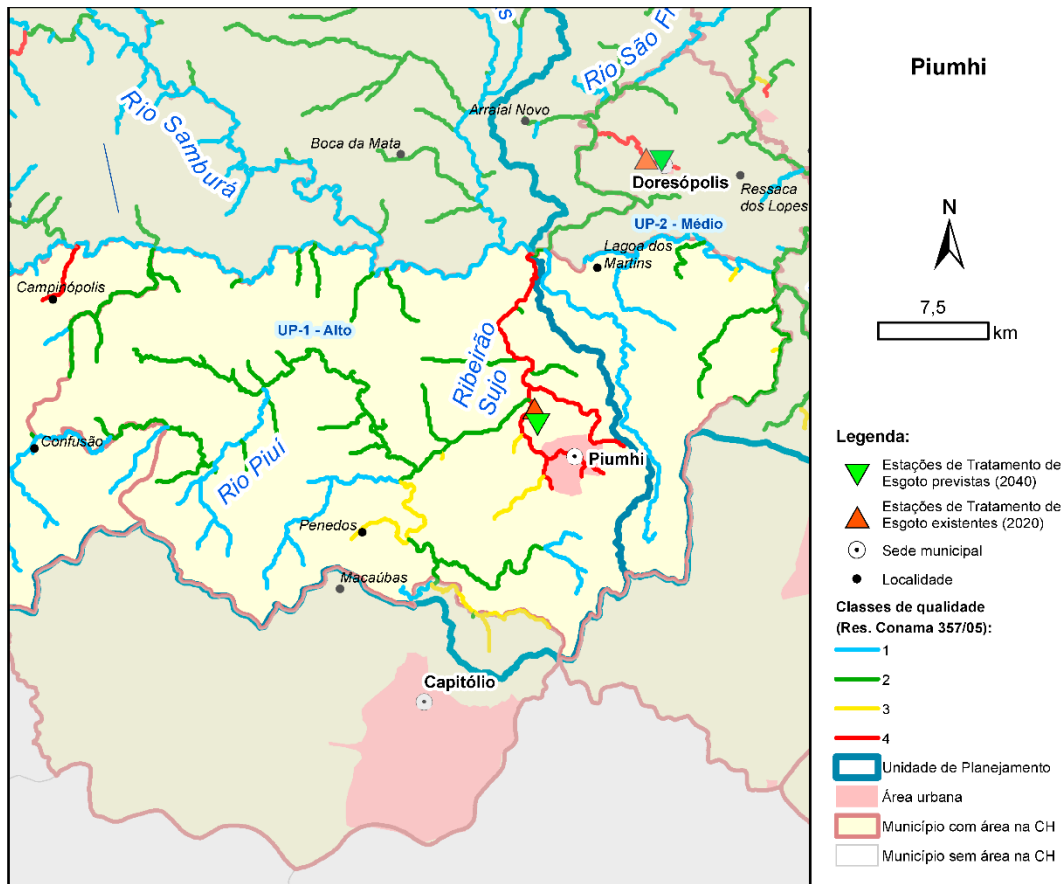 Piumhi
N
7,5
km
Legenda:
Estações de Tratamento de
Esgoto previstas (2040)
Estações de Tratamento de
Esgoto existentes (2020)
Sede municipal
Localidade
Classes de qualidade
(Res. Conama 357/05):
1
2
3
4
Unidade de Planejamento
Área urbana
Município com área na CH
Município sem área na CH
Rio São Fr
s
Rio Samburá
Arraial Novo
Boca da Mata
Doresópolis
Ressaca
dos Lopes
UP-2 - Médio
Lagoa dos
Martins
Campinópolis
UP-1 - Alto
Ribeirão
Sujo
Confusão
Rio Piuí
Piumhi
Penedos
Macaúbas
Capitólio